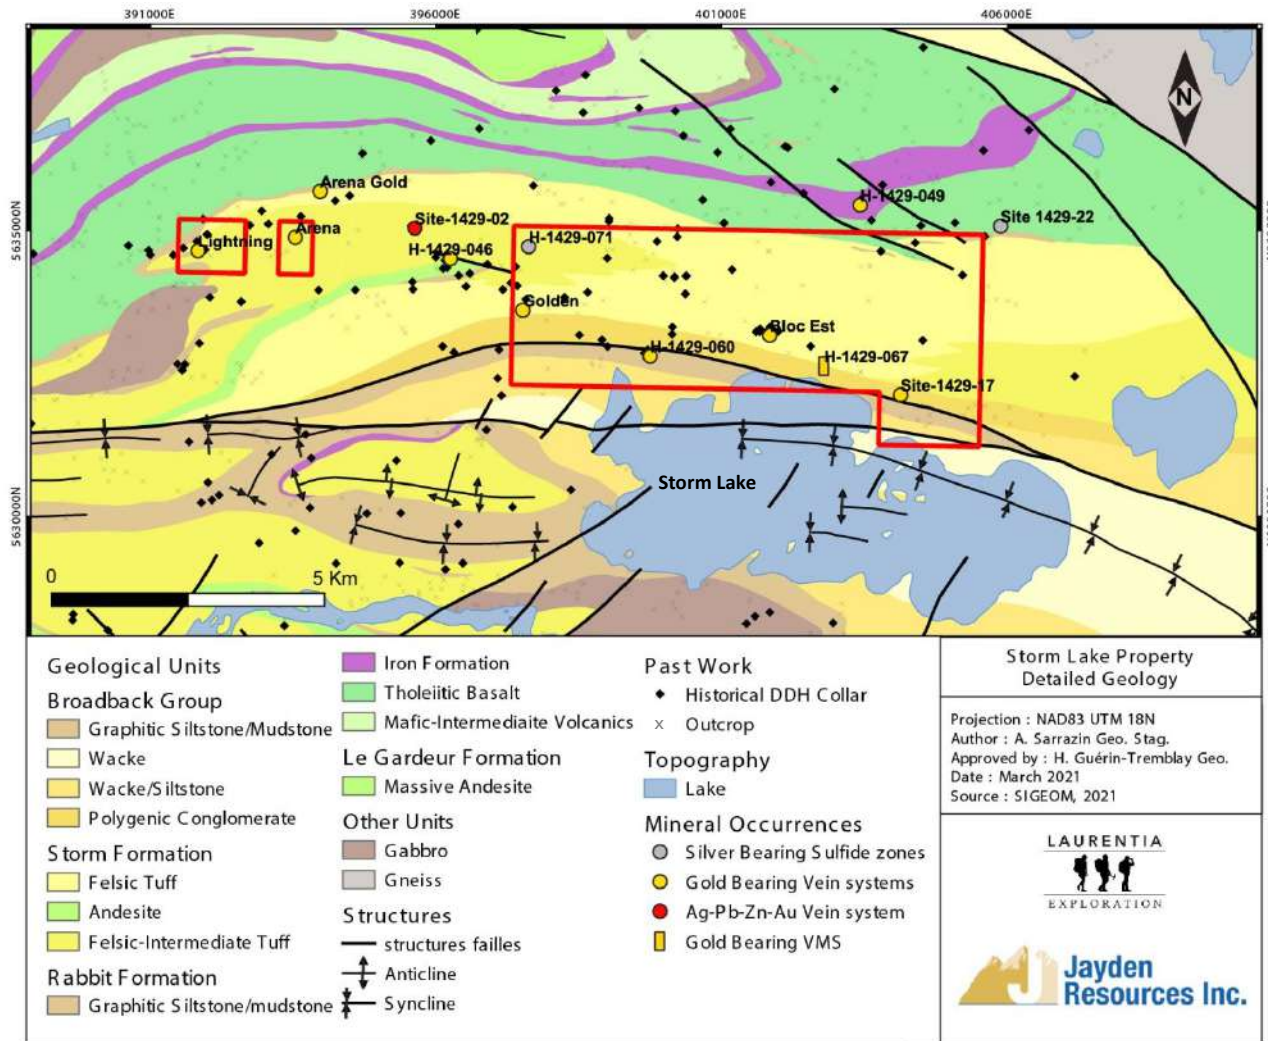 391000E 396000E 401000E 406000E
N
Arena Gold
H-1429-049
5635000N
Lightning
Arena
Site-1429-02
H-1429-046
H-1429-071
Site 1429-22
Golden
Bloc Est
H-1429-060
H-1429-067
Site-1429-17
Storm Lake
5630000N
0 5 Km
Geological Units
Broadback Group
Graphitic Siltstone/Mudstone
Wacke
Wacke/Siltstone
Polygenic Conglomerate
Storm Formation
Felsic Tuff
Andesite
Felsic-Intermediate Tuff
Rabbit Formation
Graphitic Siltstone/mudstone
Iron Formation
Tholeiitic Basalt
Mafic-Intermediaite Volcanics
Le Gardeur Formation
Massive Andesite
Other Units
Gabbro
Gneiss
Structures
structures failles
Anticline
Syncline
Past Work
Historical DDH Collar
Outcrop
Topography
Lake
Mineral Occurrences
Silver Bearing Sulfide zones
Gold Bearing Vein systems
Ag-Pb-Zn-Au Vein system
Gold Bearing VMS
Storm Lake Property
Detailed Geology
Projection : NAD83 UTM 18N
Author : A. Sarrazin Geo. Stag.
Approved by : H. Guérin-Tremblay Geo.
Date : March 2021
Source : SIGEOM, 2021
LAURENTIA
EXPLORATION
J
Jayden
Resources Inc.